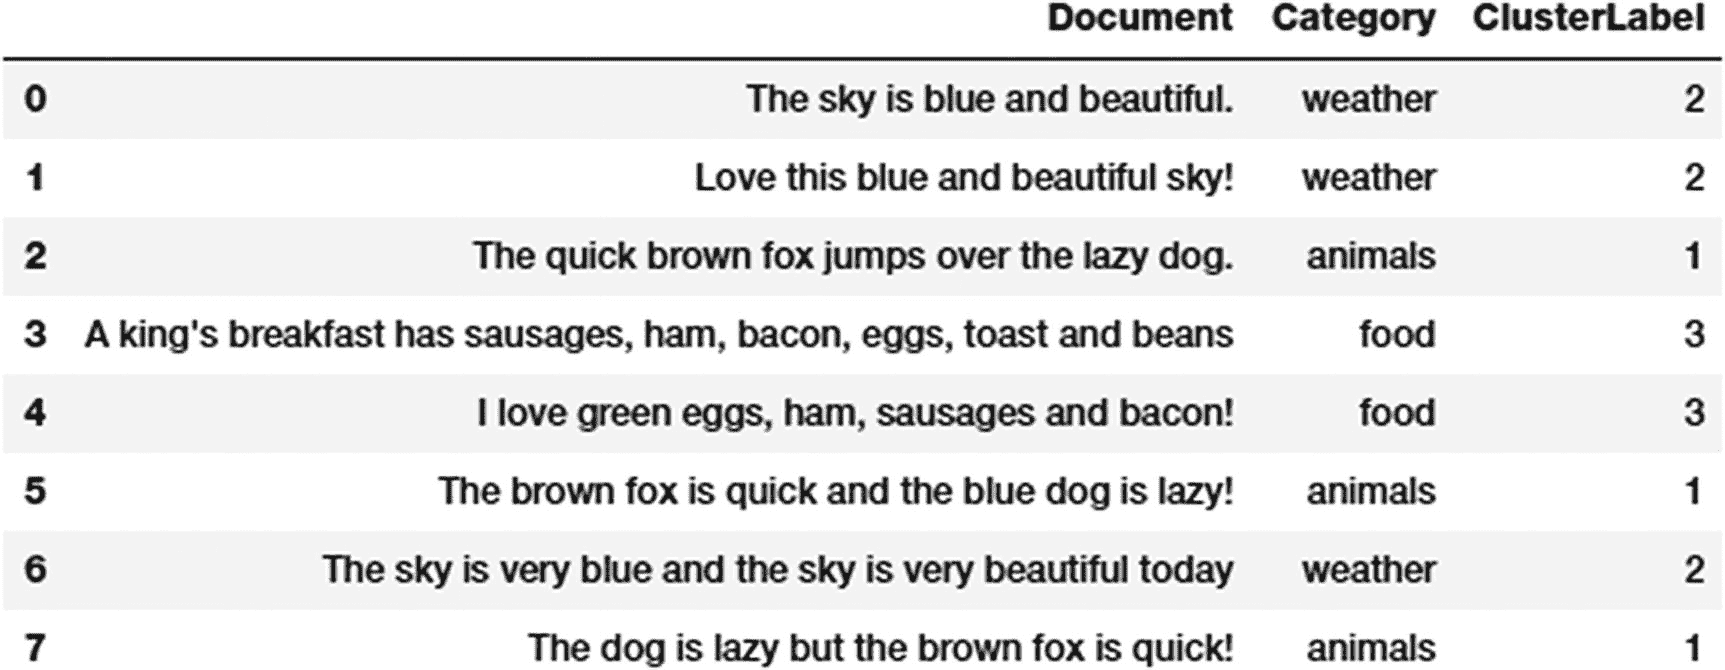 Document Category ClusterLabel
0 The sky is blue and beautiful. weather 2
1 Love this blue and beautiful sky! weather 2
2 The quick brown fox jumps over the lazy dog. animals 1
3 A king's breakfast has sausages, ham, bacon, eggs, toast and beans food 3
4 I love green eggs, ham, sausages and bacon! food 3
5 The brown fox is quick and the blue dog is lazy! animals 1
6 The sky is very blue and the sky is very beautiful today weather 2
7 The dog is lazy but the brown fox is quick! animals 1